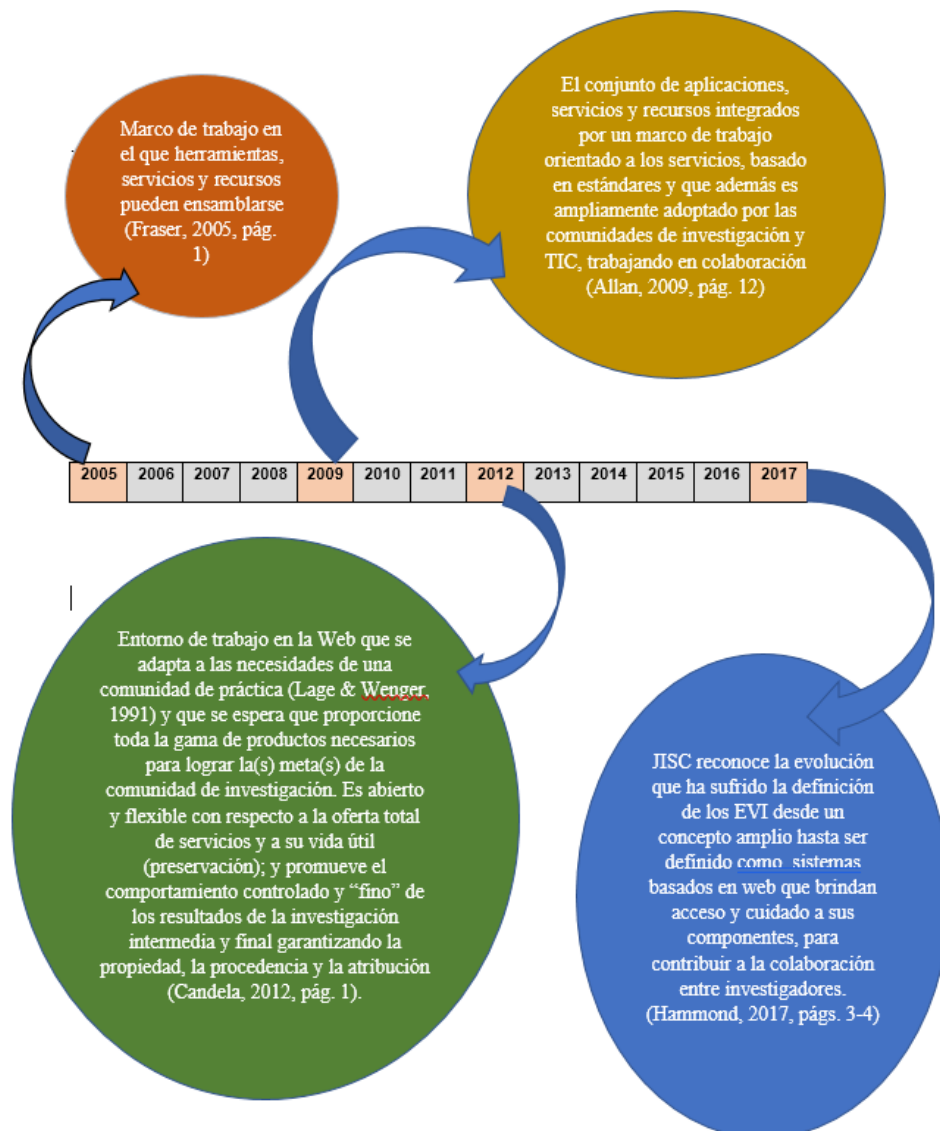 Marco de trabajo en
el que herramientas,
servicios y recursos
pueden ensamblarse
(Fraser, 2005, pág.
1)
El conjunto de aplicaciones,
servicios y recursos integrados
por un marco de trabajo
orientado a los servicios, basado
en estándares y que además es
ampliamente adoptado por las
comunidades de investigación y
TIC, trabajando en colaboración
(Allan, 2009, pág. 12)
2005 2006 2007 2008 2009 2010 2011 2012 2013 2014 2015 2016 2017
Entorno de trabajo en la Web que se
adapta a las necesidades de una
comunidad de práctica (Lage & Wenger,
1991) y que se espera que proporcione
toda la gama de productos necesarios
para lograr la(s) meta(s) de la
comunidad de investigación. Es abierto
y flexible con respecto a la oferta total
de servicios y a su vida útil
(preservación); y promueve el
comportamiento controlado y “fino” de
los resultados de la investigación
intermedia y final garantizando la
propiedad, la procedencia y la atribución
(Candela, 2012, pág. 1).
JISC reconoce la evolución
que ha sufrido la definición
de los EVI desde un
concepto amplio hasta ser
definido como sistemas
basados en web que brindan
acceso y cuidado a sus
componentes, para
contribuir a la colaboración
entre investigadores.
(Hammond, 2017, págs. 3-4)